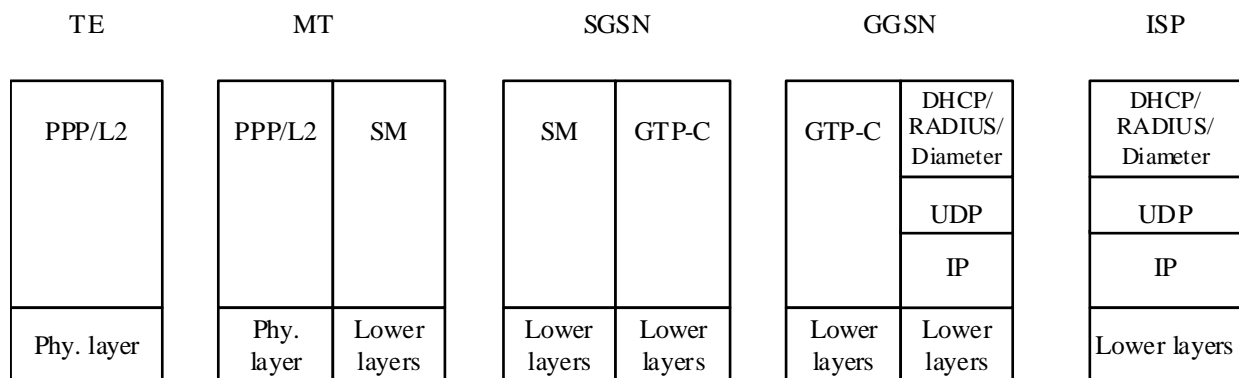 TE
MT
SGSN
GGSN
ISP
PPP/L2
Phy. layer
PPP/L2
SM
Phy.
layer
Lower
layers
SM
GTP-C
Lower
layers
Lower
layers
GTP-C
DHCP/
RADIUS/
Diameter
UDP
IP
Lower
layers
Lower
layers
DHCP/
RADIUS/
Diameter
UDP
IP
Lower layers